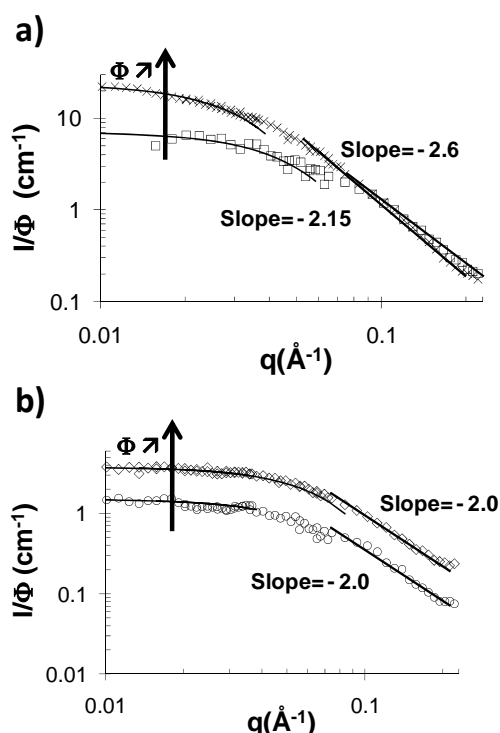 a)
Φ ↗
10
1
0.1
I/Φ (cm⁻¹)
Slope= - 2.6
Slope= - 2.15
0.01
0.1
q(Å⁻¹)
b)
Φ ↗
1
0.1
0.01
I/Φ (cm⁻¹)
Slope= - 2.0
Slope= - 2.0
0.01
0.1
q(Å⁻¹)